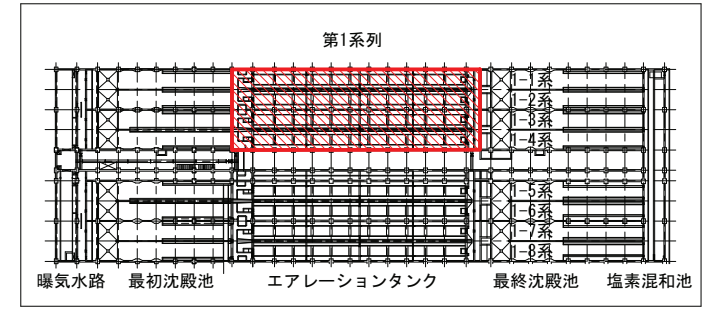 第1系列
1-1系
1-2系
1-3系
1-4系
1-5系
1-6系
1-7系
1-8系
曝気水路 最初沈殿池 エアレーションタンク 最終沈殿池 塩素混和池